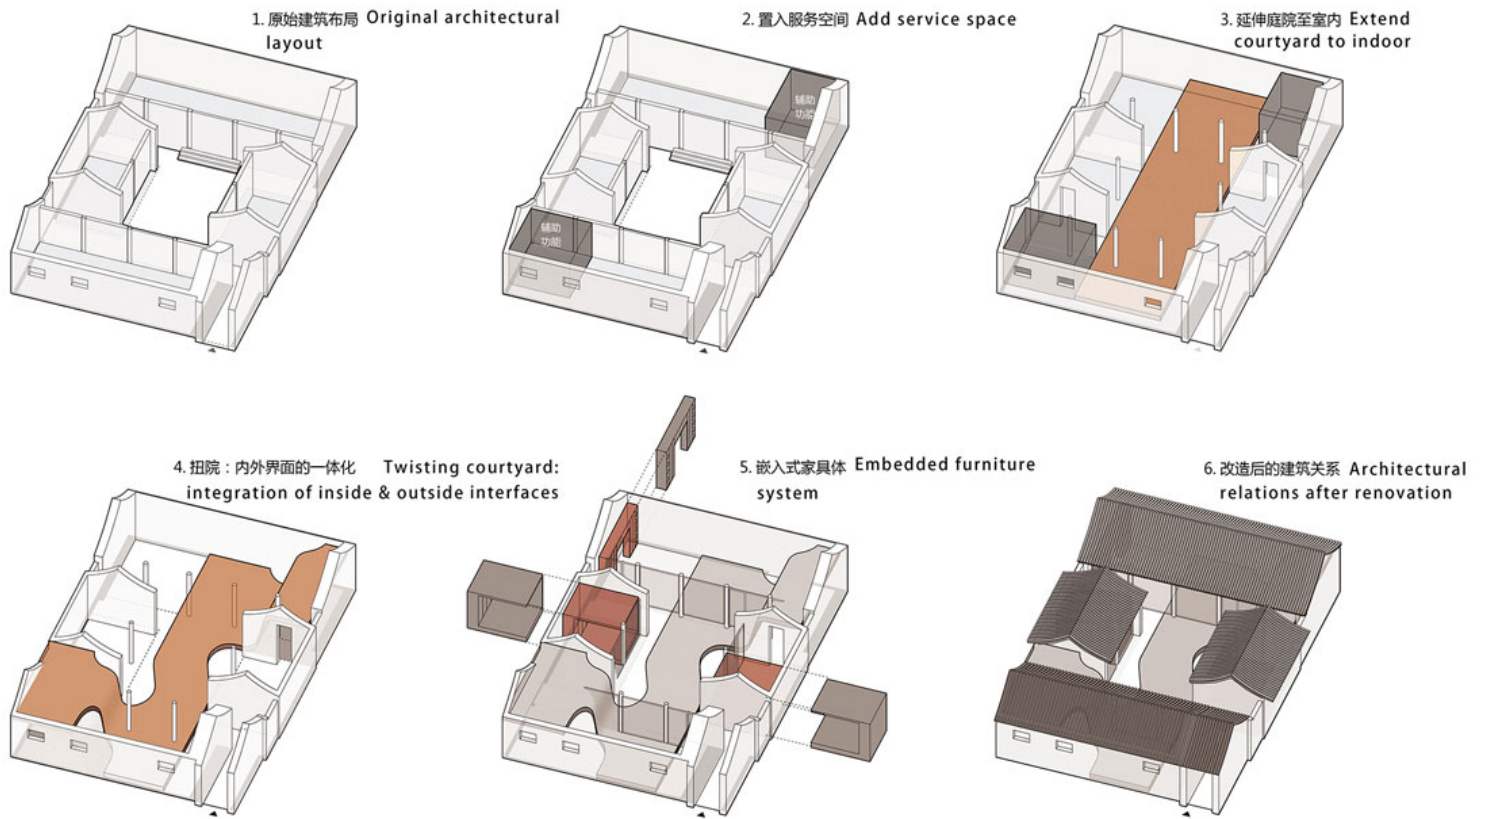 1. 原始建筑布局 Original architectural
layout
2. 置入服务空间 Add service space
3. 延伸庭院至室内 Extend
courtyard to indoor
辅助
功能
辅助
功能
4. 扭院：内外界面的一体化 Twisting courtyard:
integration of inside & outside interfaces
5. 嵌入式家具体 Embedded furniture
system
6. 改造后的建筑关系 Architectural
relations after renovation